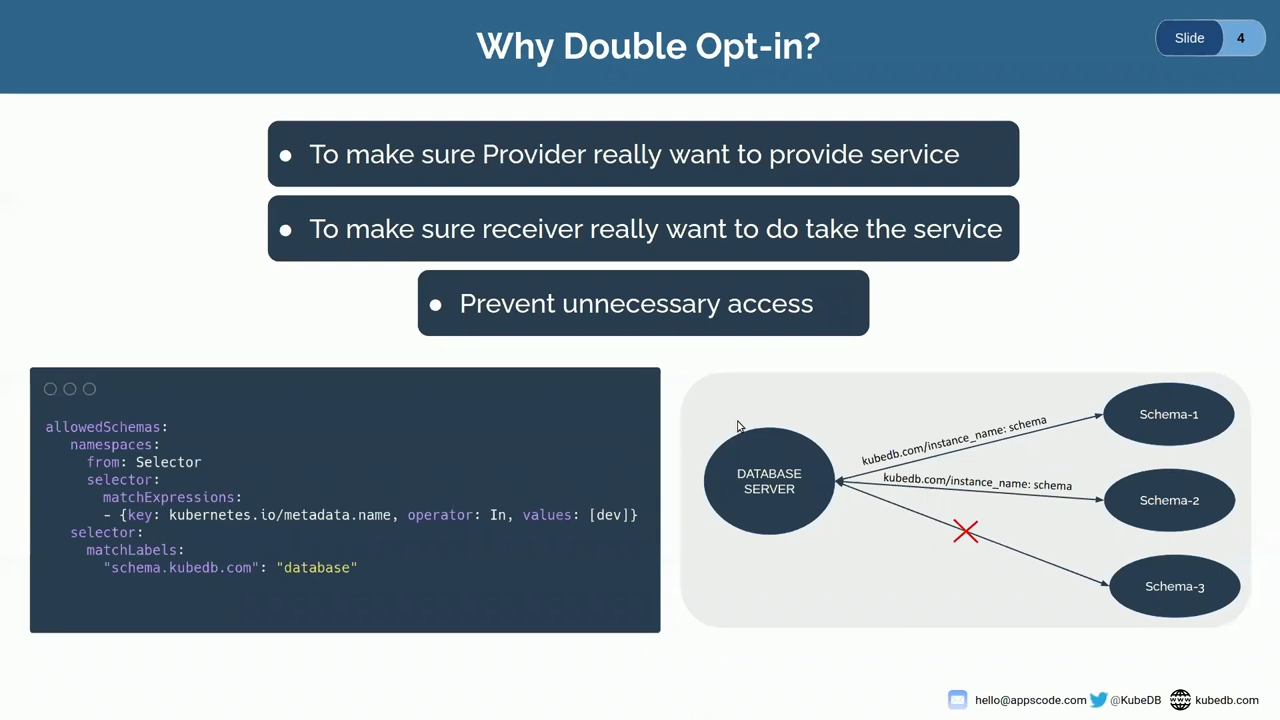 Why Double Opt-in?
Slide 4
● To make sure Provider really want to provide service
● To make sure receiver really want to do take the service
● Prevent unnecessary access
allowedSchemas:
   namespaces:
     from: Selector
     selector:
       matchExpressions:
       - {key: kubernetes.io/metadata.name, operator: In, values: [dev]}
   selector:
     matchLabels:
       "schema.kubedb.com": "database"
DATABASE
SERVER
kubedb.com/instance_name: schema
Schema-1
kubedb.com/instance_name: schema
Schema-2
Schema-3
hello@appscode.com @KubeDB www kubedb.com